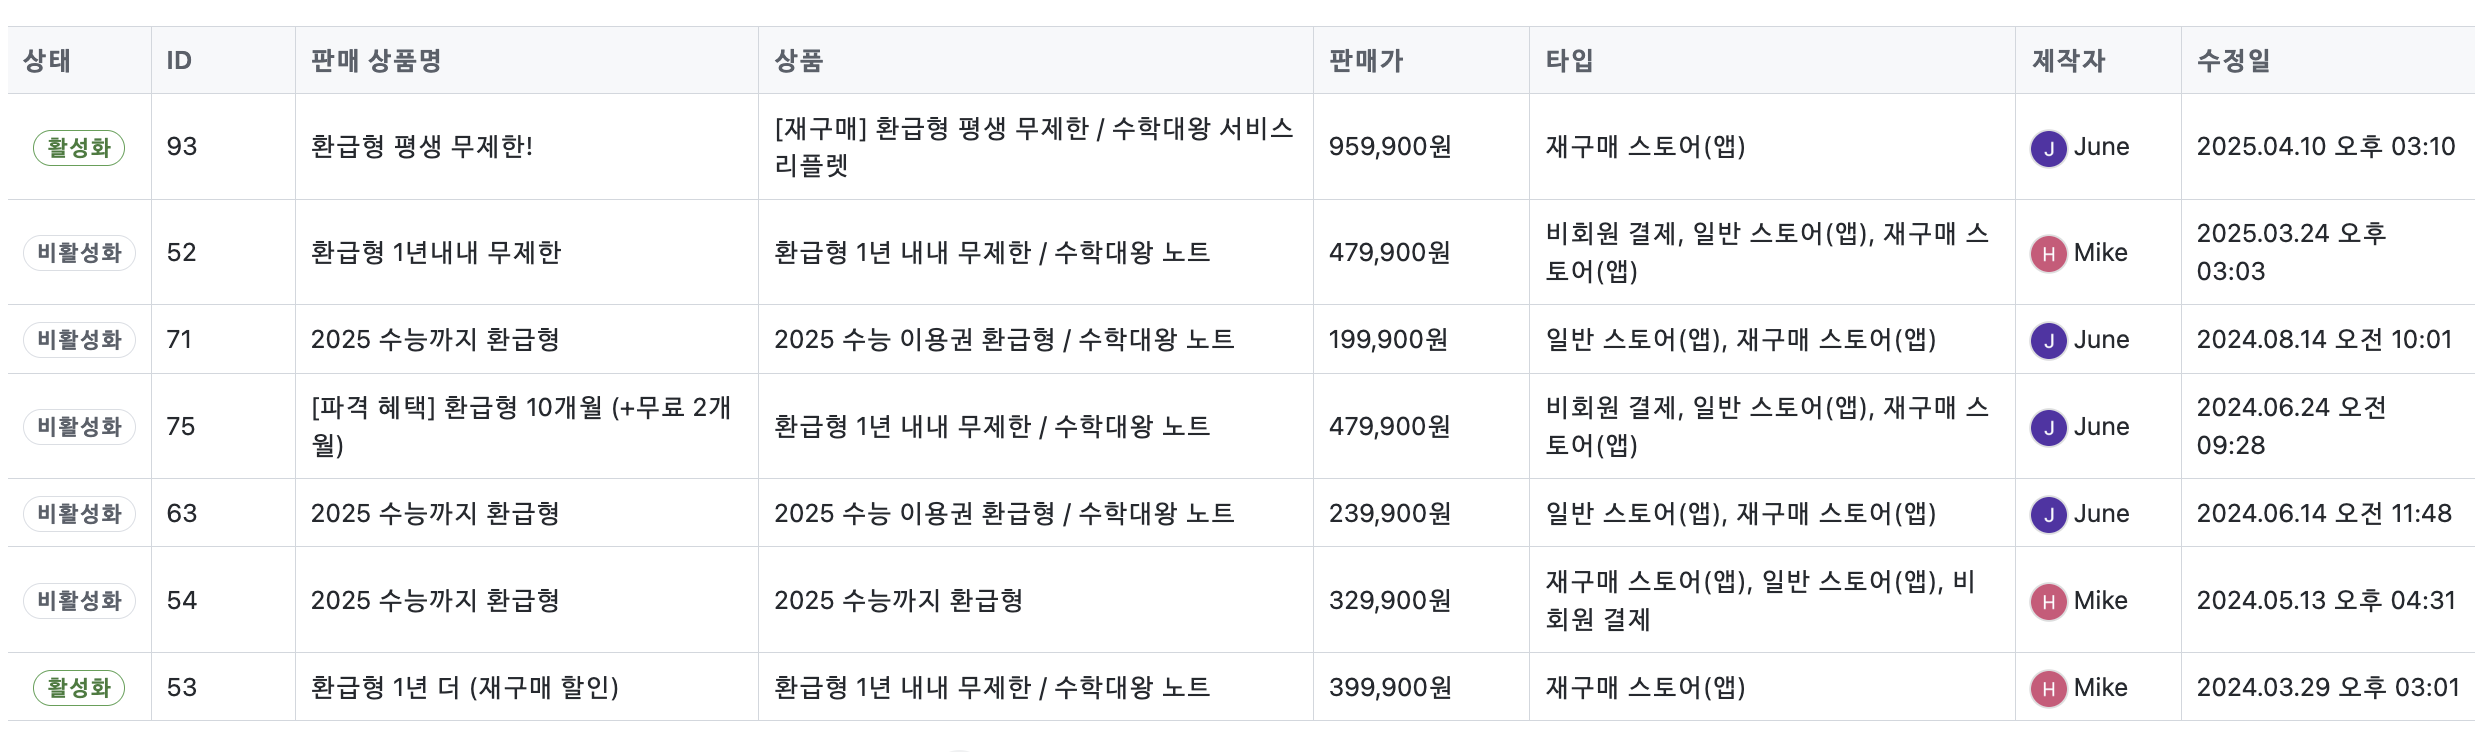 상태 ID 판매 상품명 상품 판매가 타입 제작자 수정일
활성화 93 환급형 평생 무제한! [재구매] 환급형 평생 무제한 / 수학대왕 서비스 리플렛 959,900원 재구매 스토어(앱) J June 2025.04.10 오후 03:10
비활성화 52 환급형 1년내내 무제한 환급형 1년 내내 무제한 / 수학대왕 노트 479,900원 비회원 결제, 일반 스토어(앱), 재구매 스토어(앱) H Mike 2025.03.24 오후 03:03
비활성화 71 2025 수능까지 환급형 2025 수능 이용권 환급형 / 수학대왕 노트 199,900원 일반 스토어(앱), 재구매 스토어(앱) J June 2024.08.14 오전 10:01
비활성화 75 [파격 혜택] 환급형 10개월 (+무료 2개월) 환급형 1년 내내 무제한 / 수학대왕 노트 479,900원 비회원 결제, 일반 스토어(앱), 재구매 스토어(앱) J June 2024.06.24 오전 09:28
비활성화 63 2025 수능까지 환급형 2025 수능 이용권 환급형 / 수학대왕 노트 239,900원 일반 스토어(앱), 재구매 스토어(앱) J June 2024.06.14 오전 11:48
비활성화 54 2025 수능까지 환급형 2025 수능까지 환급형 329,900원 재구매 스토어(앱), 일반 스토어(앱), 비회원 결제 H Mike 2024.05.13 오후 04:31
활성화 53 환급형 1년 더 (재구매 할인) 환급형 1년 내내 무제한 / 수학대왕 노트 399,900원 재구매 스토어(앱) H Mike 2024.03.29 오후 03:01